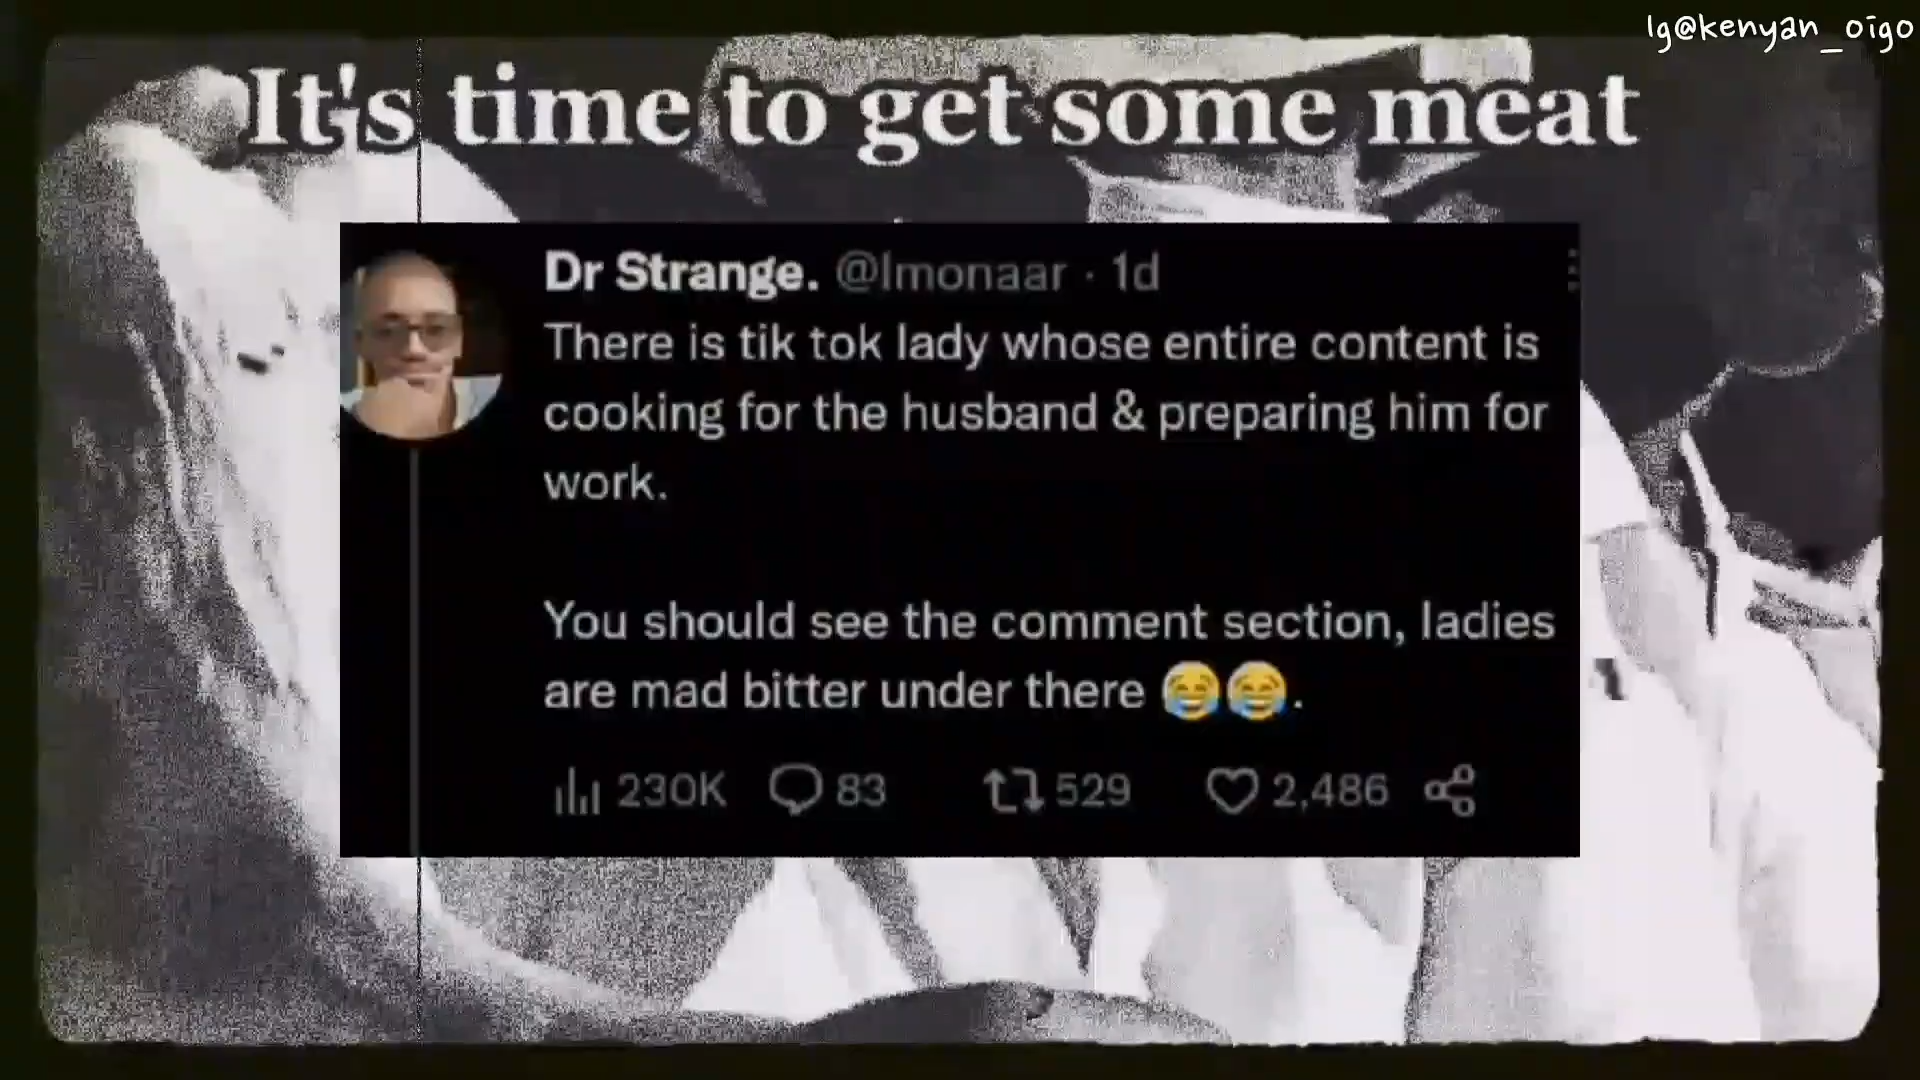 Ig@kenyan_oigo
It's time to get some meat
Dr Strange. @Imonaar · 1d
There is tik tok lady whose entire content is
cooking for the husband & preparing him for
work.
You should see the comment section, ladies
are mad bitter under there 😂😂.
230K 83 529 2,486